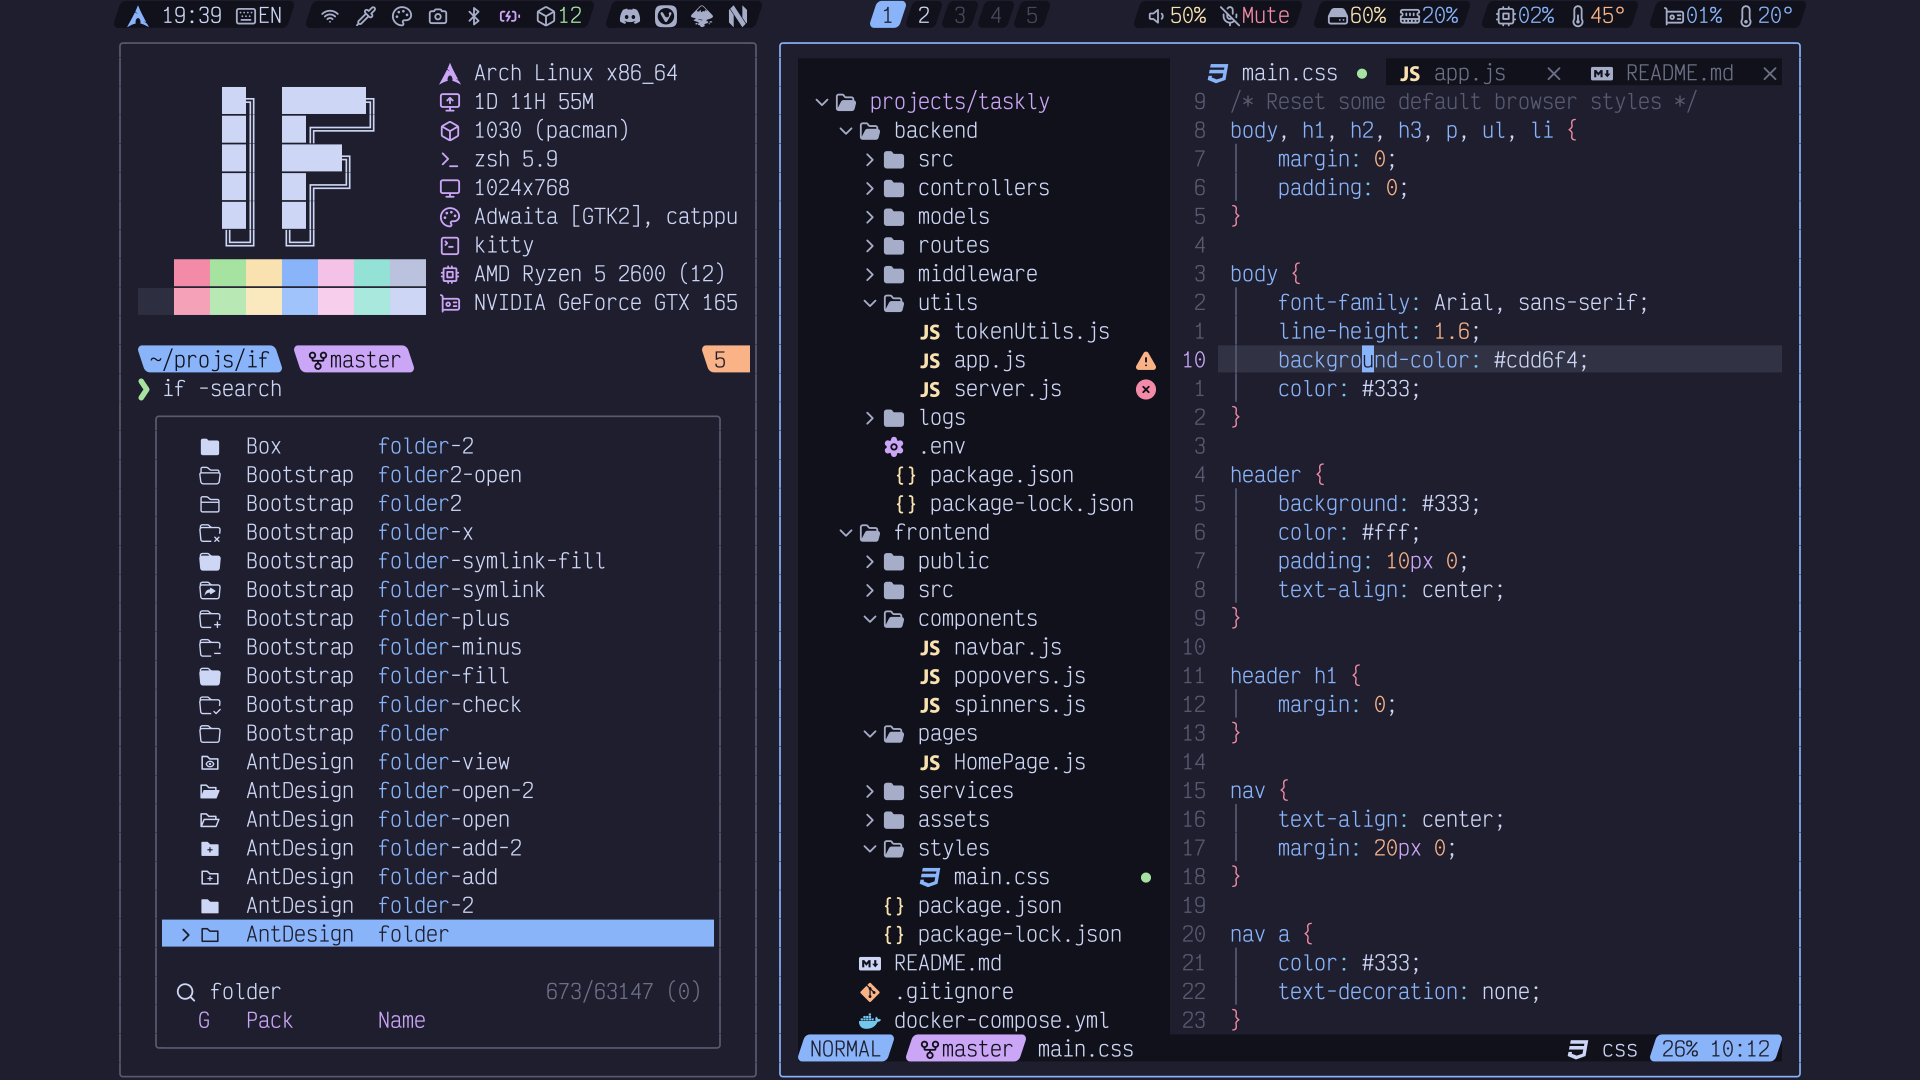 19:39 EN 12 1 2 3 4 5 50% Mute 60% 20% 02% 45° 01% 20°
IF
Arch Linux x86_64
1D 11H 55M
1030 (pacman)
zsh 5.9
1024x768
Adwaita [GTK2], catppu
kitty
AMD Ryzen 5 2600 (12)
NVIDIA GeForce GTX 165
~/projs/if master 5
if -search
Box folder-2
Bootstrap folder2-open
Bootstrap folder2
Bootstrap folder-x
Bootstrap folder-symlink-fill
Bootstrap folder-symlink
Bootstrap folder-plus
Bootstrap folder-minus
Bootstrap folder-fill
Bootstrap folder-check
Bootstrap folder
AntDesign folder-view
AntDesign folder-open-2
AntDesign folder-open
AntDesign folder-add-2
AntDesign folder-add
AntDesign folder-2
> AntDesign folder
folder 673/63147 (0)
G Pack Name
projects/taskly
backend
src
controllers
models
routes
middleware
utils
JS tokenUtils.js
JS app.js
JS server.js
logs
.env
{} package.json
{} package-lock.json
frontend
public
src
components
JS navbar.js
JS popovers.js
JS spinners.js
pages
JS HomePage.js
services
assets
styles
main.css
{} package.json
{} package-lock.json
README.md
.gitignore
docker-compose.yml
main.css JS app.js README.md
9 /* Reset some default browser styles */
8 body, h1, h2, h3, p, ul, li {
7 margin: 0;
6 padding: 0;
5 }
4
3 body {
2 font-family: Arial, sans-serif;
1 line-height: 1.6;
10 background-color: #cdd6f4;
1 color: #333;
2 }
3
4 header {
5 background: #333;
6 color: #fff;
7 padding: 10px 0;
8 text-align: center;
9 }
10
11 header h1 {
12 margin: 0;
13 }
14
15 nav {
16 text-align: center;
17 margin: 20px 0;
18 }
19
20 nav a {
21 color: #333;
22 text-decoration: none;
23 }
NORMAL master main.css css 26% 10:12